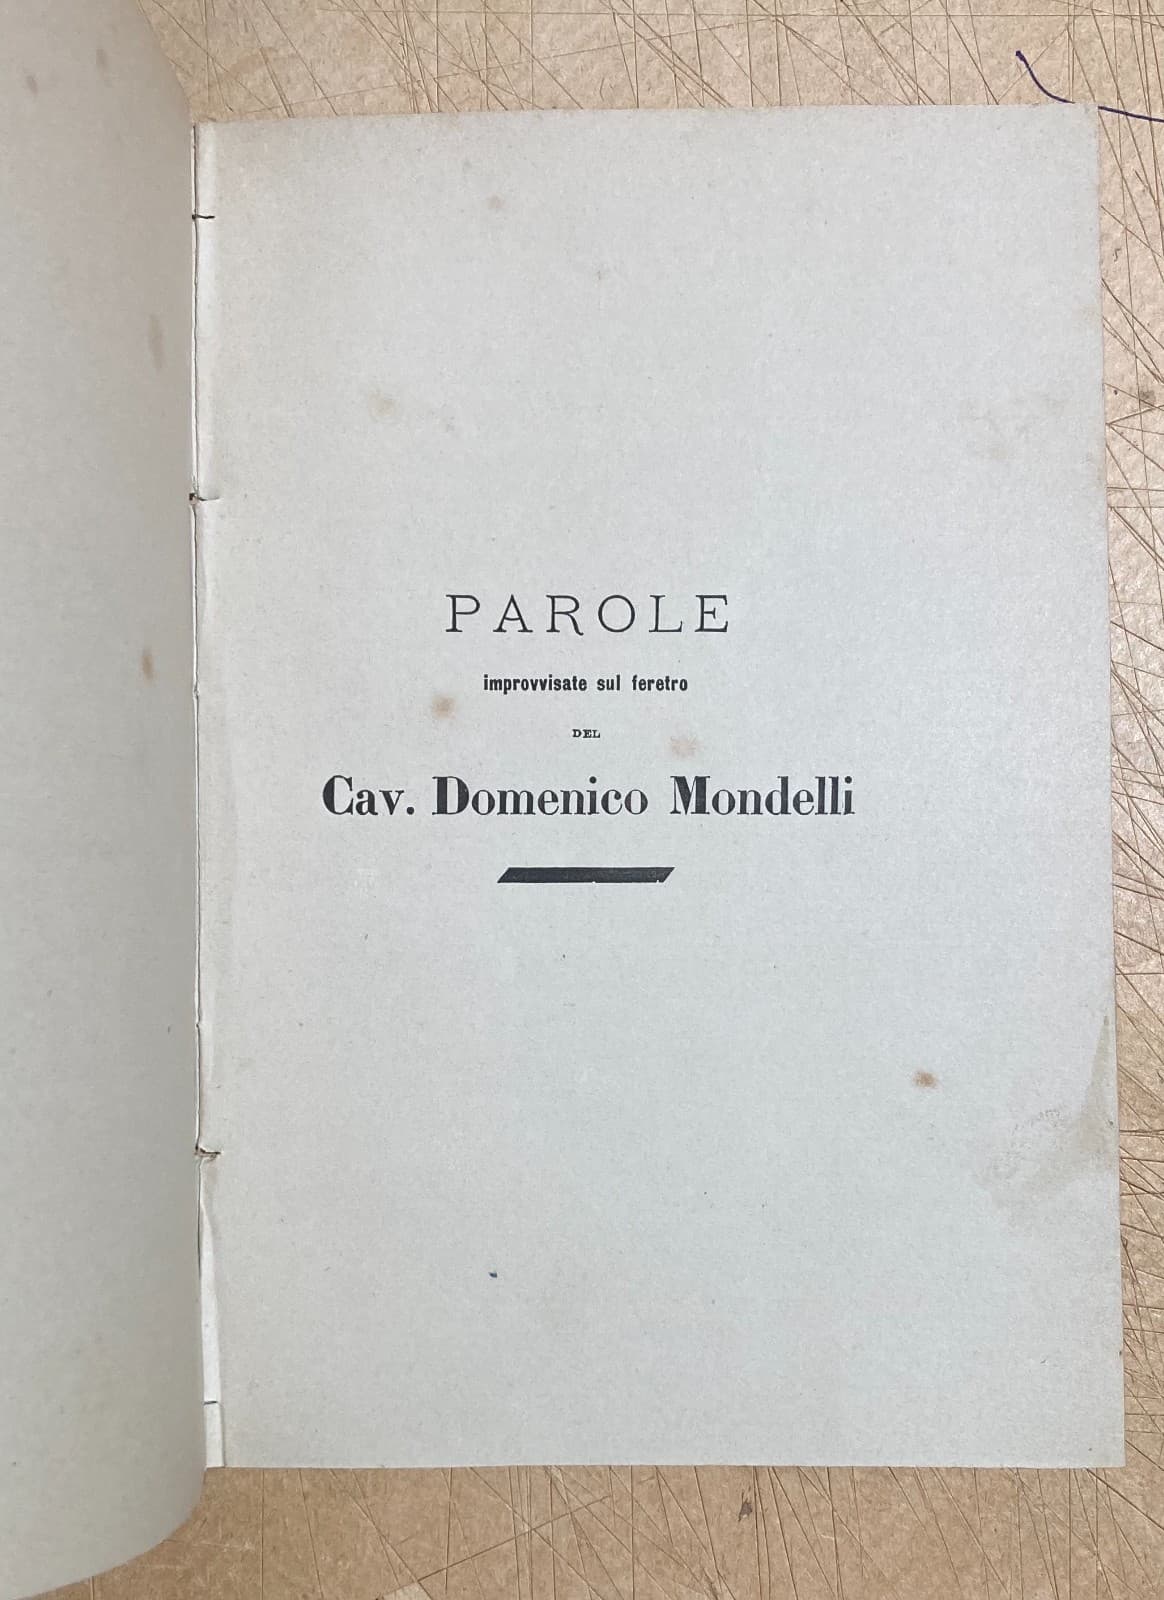 PAROLE
improvvisate sul feretro
DEL
Cav. Domenico Mondelli